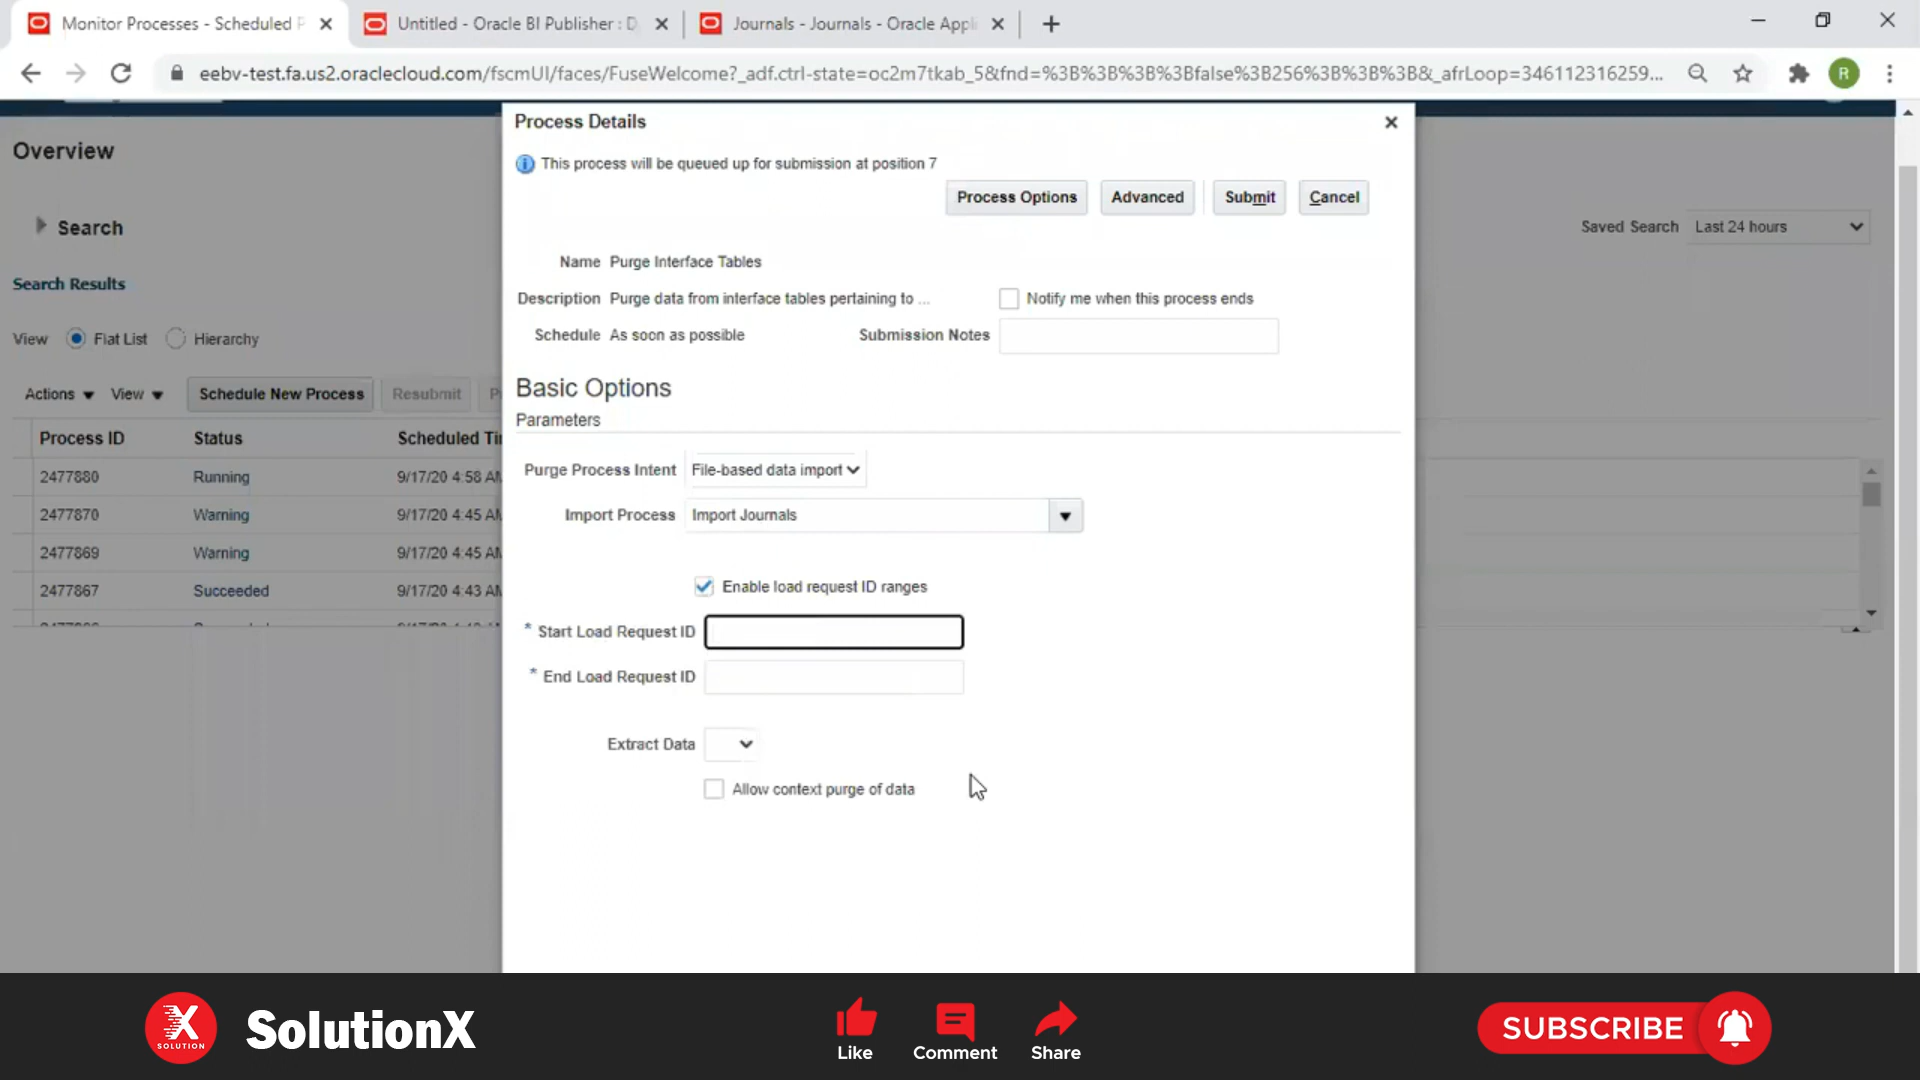 Monitor Processes - Scheduled P
Untitled - Oracle BI Publisher : D
Journals - Journals - Oracle Appli
eebv-test.fa.us2.oraclecloud.com/fscmUI/faces/FuseWelcome?_adf.ctrl-state=oc2m7tkab_5&fnd=%3B%3B%3B%3Bfalse%3B256%3B%3B%3B&_afrLoop=346112316259...
R
Process Details
Overview
This process will be queued up for submission at position 7
Process Options
Advanced
Submit
Cancel
Search
Saved Search Last 24 hours
Name Purge Interface Tables
Search Results
Description Purge data from interface tables pertaining to ...
Notify me when this process ends
View Flat List Hierarchy
Schedule As soon as possible
Submission Notes
Basic Options
Actions View Schedule New Process Resubmit P
Parameters
Process ID Status Scheduled Ti
Purge Process Intent File-based data import
2477880 Running 9/17/20 4:58 AM
2477870 Warning 9/17/20 4:45 AM
Import Process Import Journals
2477869 Warning 9/17/20 4:45 AM
2477867 Succeeded 9/17/20 4:43 AM
Enable load request ID ranges
* Start Load Request ID
* End Load Request ID
Extract Data
Allow context purge of data
X
SOLUTION
SolutionX
Like
Comment
Share
SUBSCRIBE